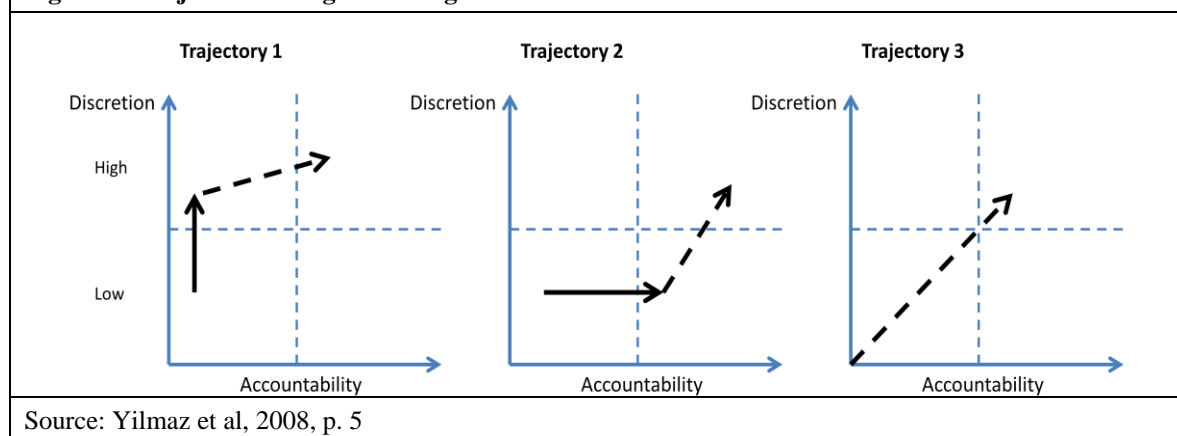 Trajectory 1 Trajectory 2 Trajectory 3
Discretion Discretion Discretion
High
Low
Accountability Accountability Accountability
Source: Yilmaz et al, 2008, p. 5